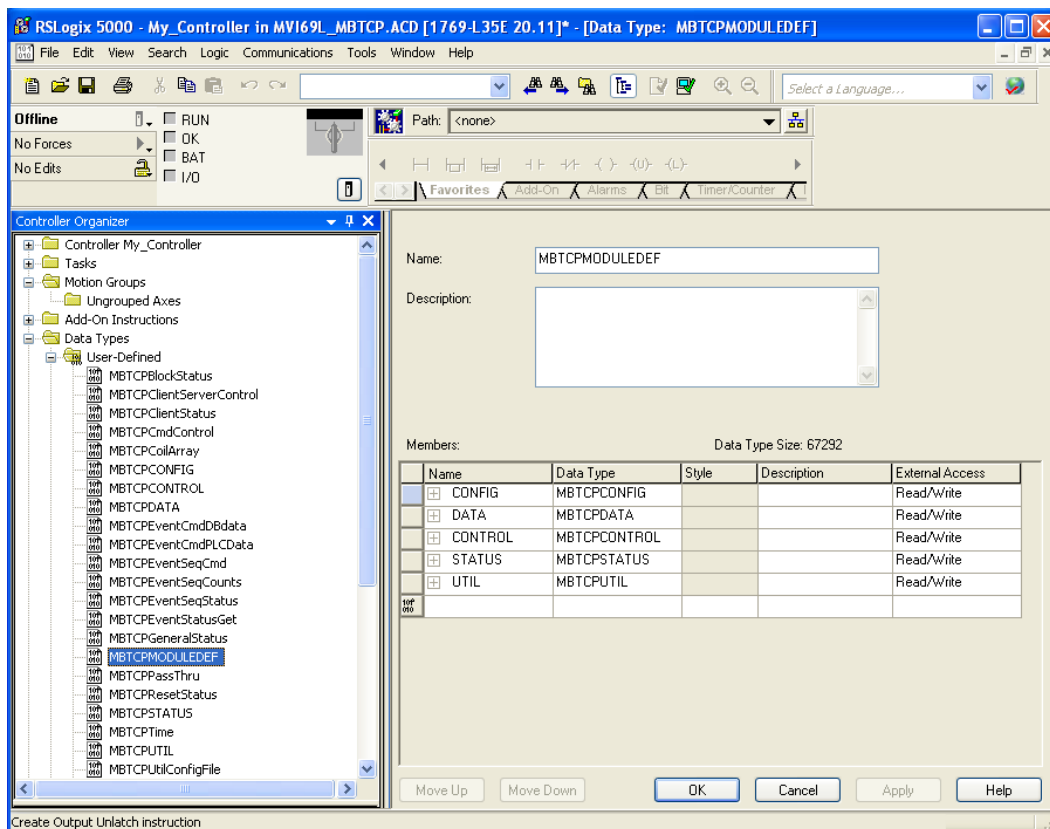 RSLogix 5000 - My_Controller in MVI69L_MBTCP.ACD [1769-L35E 20.11]* - [Data Type: MBTCPMODULEDEF]
File Edit View Search Logic Communications Tools Window Help
Select a Language...
Offline
RUN
No Forces
OK
No Edits
BAT
I/O
Path: <none>
Favorites Add-On Alarms Bit Timer/Counter
Controller Organizer
Controller My_Controller
Tasks
Motion Groups
Ungrouped Axes
Add-On Instructions
Data Types
User-Defined
MBTCPBlockStatus
MBTCPClientServerControl
MBTCPClientStatus
MBTCPCmdControl
MBTCPCoilArray
MBTCPCONFIG
MBTCPCONTROL
MBTCPDATA
MBTCPEventCmdDBdata
MBTCPEventCmdPLCData
MBTCPEventSeqCmd
MBTCPEventSeqCounts
MBTCPEventSeqStatus
MBTCPEventStatusGet
MBTCPGeneralStatus
MBTCPMODULEDEF
MBTCPPassThru
MBTCPResetStatus
MBTCPSTATUS
MBTCPTime
MBTCPUTIL
MBTCPUtilConfigFile
Name: MBTCPMODULEDEF
Description:
Members: Data Type Size: 67292
Name Data Type Style Description External Access
CONFIG MBTCPCONFIG Read/Write
DATA MBTCPDATA Read/Write
CONTROL MBTCPCONTROL Read/Write
STATUS MBTCPSTATUS Read/Write
UTIL MBTCPUTIL Read/Write
Move Up Move Down OK Cancel Apply Help
Create Output Unlatch instruction